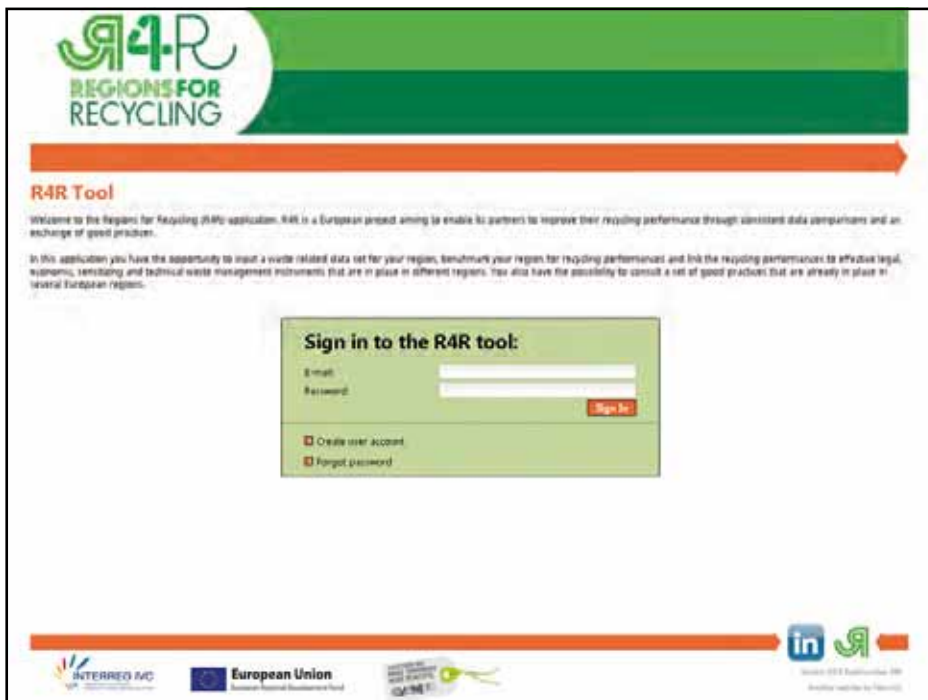 R4R
REGIONSFOR
RECYCLING
R4R Tool
Welcome to the Regions for Recycling (R4R) application. R4R is a European project aiming to enable its partners to improve their recycling performance through consistent data comparisons and an
exchange of good practices.
In this application you have the opportunity to input a waste related data set for your region, benchmark your region for recycling performances and link the recycling performances to effective legal,
economic, sensitizing and technical waste management instruments that are in place in different regions. You also have the possibility to consult a set of good practices that are already in place in
several European regions.
Sign in to the R4R tool:
E-mail
Password
Sign In
Create user account
Forgot password
in
INTERREG IVC
European Union
European Regional Development Fund